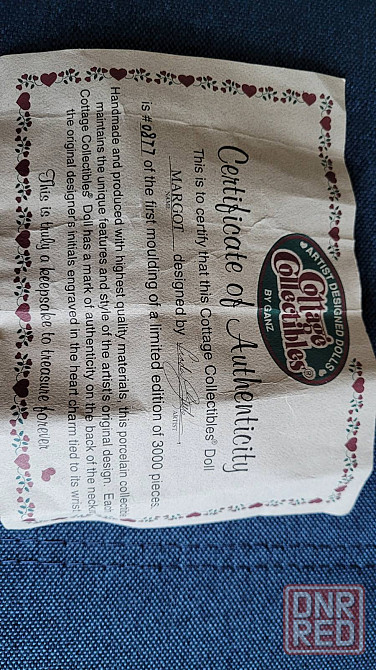 ARTIST DESIGNED DOLLS
Cottage
Collectibles®
BY GANZ
Certificate of Authenticity
This is to certify that this Cottage Collectibles® Doll
MARGOT designed by
NAME
ARTIST
is #0277 of the first moulding of a limited edition of 3000 pieces.
Handmade and produced with highest quality materials, this porcelain collectible
maintains the unique features and style of the artist's original design. Each
Cottage Collectibles® Doll has a mark of authenticity on the back of the neck
the original designer's initials engraved in the heart charm tied to its wrist
This is truly a keepsake to treasure forever
DNR
RED